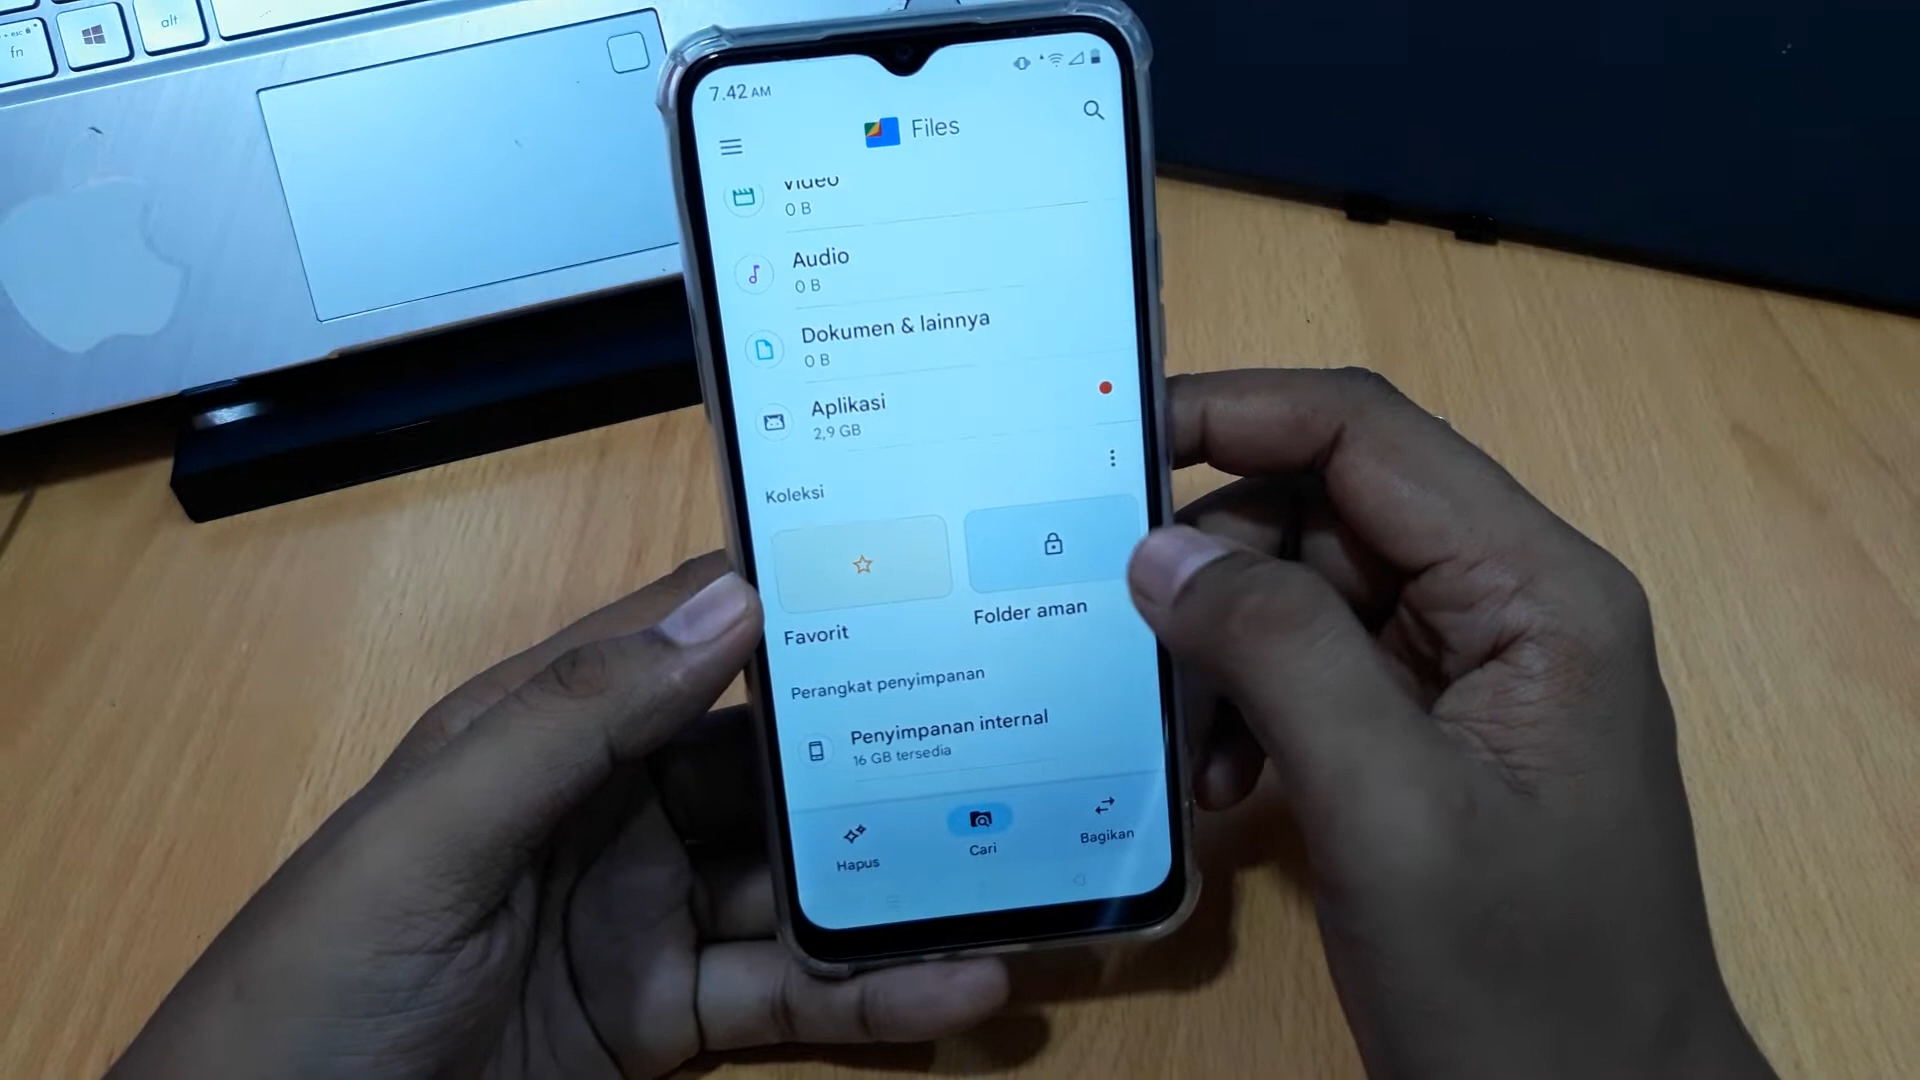 alt
esc
fn
7.42 AM
Files
Video
0 B
Audio
0 B
Dokumen & lainnya
0 B
Aplikasi
2,9 GB
Koleksi
Favorit
Folder aman
Perangkat penyimpanan
Penyimpanan internal
16 GB tersedia
Hapus
Cari
Bagikan